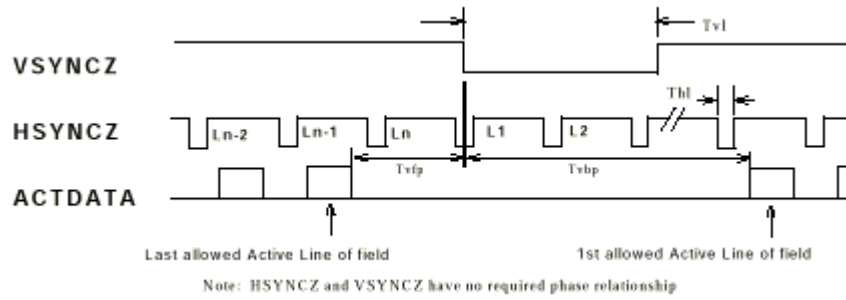 Tvl
VSYNCZ
Thl
HSYNCZ
Ln-2 Ln-1 Ln L1 L2
Tvfp Tvbp
ACTDATA
Last allowed Active Line of field 1st allowed Active Line of field
Note: HSYNCZ and VSYNCZ have no required phase relationship